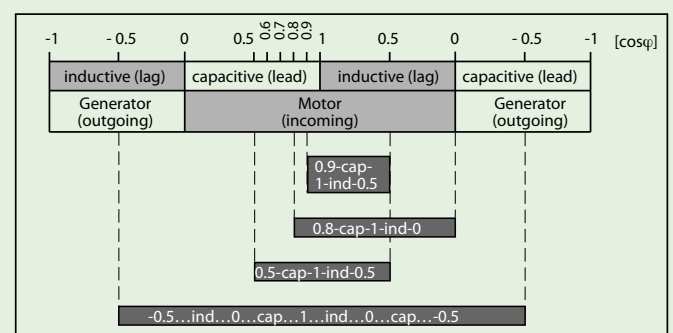 0.6 0.7 0.8 0.9
-1 - 0.5 0 0.5 1 0.5 0 - 0.5 -1 [cosφ]
inductive (lag) capacitive (lead) inductive (lag) capacitive (lead)
Generator Motor Generator
(outgoing) (incoming) (outgoing)
0.9-cap-
1-ind-0.5
0.8-cap-1-ind-0
0.5-cap-1-ind-0.5
-0.5…ind…0…cap…1…ind…0…cap…-0.5